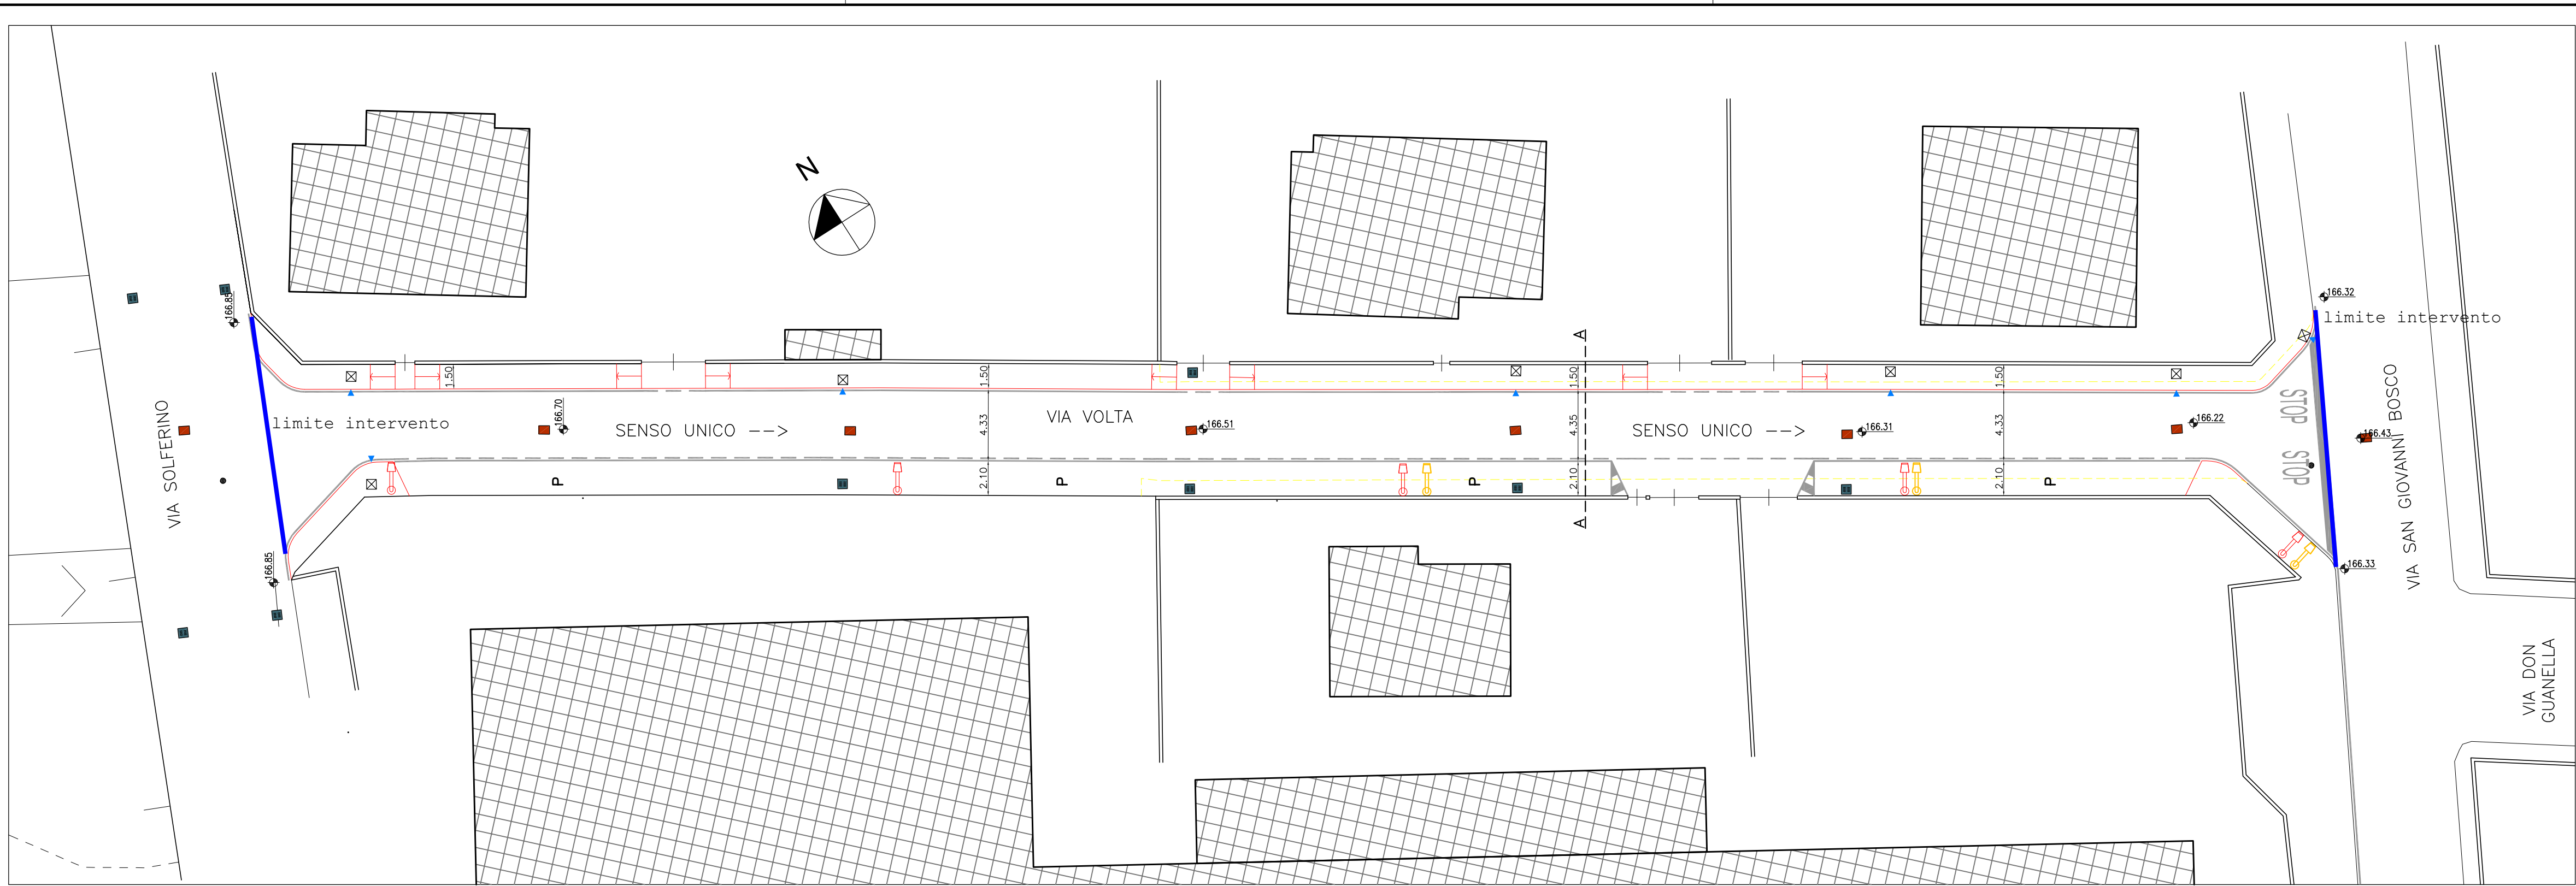 N
166.85
166.32
limite intervento
A
1.50
1.50
1.50
1.50
VIA SOLFERINO
limite intervento
166.70
SENSO UNICO -->
4.33
VIA VOLTA
166.51
4.35
SENSO UNICO -->
166.31
4.33
166.22
STOP
STOP
166.43
VIA SAN GIOVANNI BOSCO
P
2.10
P
P
2.10
2.10
P
A
166.85
166.33
VIA DON
GUANELLA